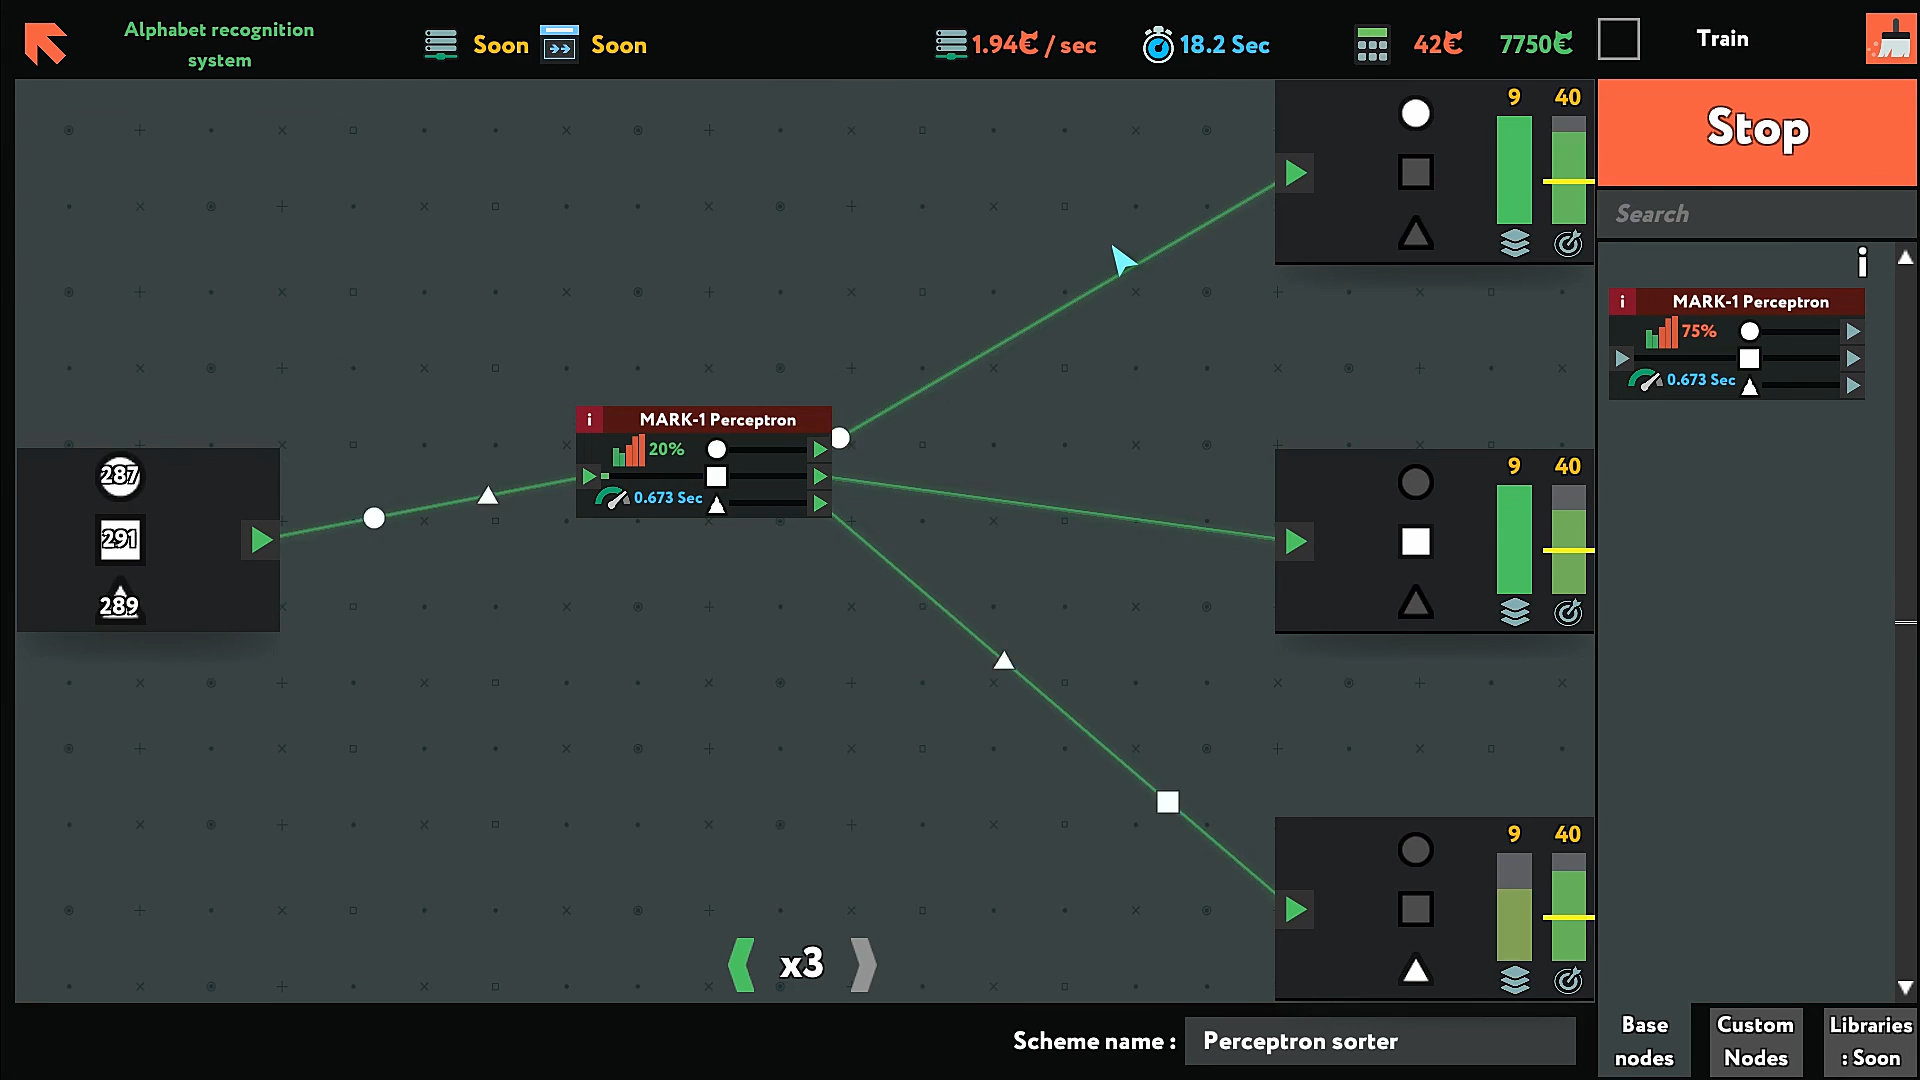 Alphabet recognition
system
Soon
Soon
1.94€ / sec
18.2 Sec
42€
7750€
Train
Stop
Search
9 40
i
i MARK-1 Perceptron
75%
0.673 Sec
i MARK-1 Perceptron
20%
0.673 Sec
287
291
289
9 40
9 40
x3
Scheme name :
Perceptron sorter
Base
nodes
Custom
Nodes
Libraries
: Soon